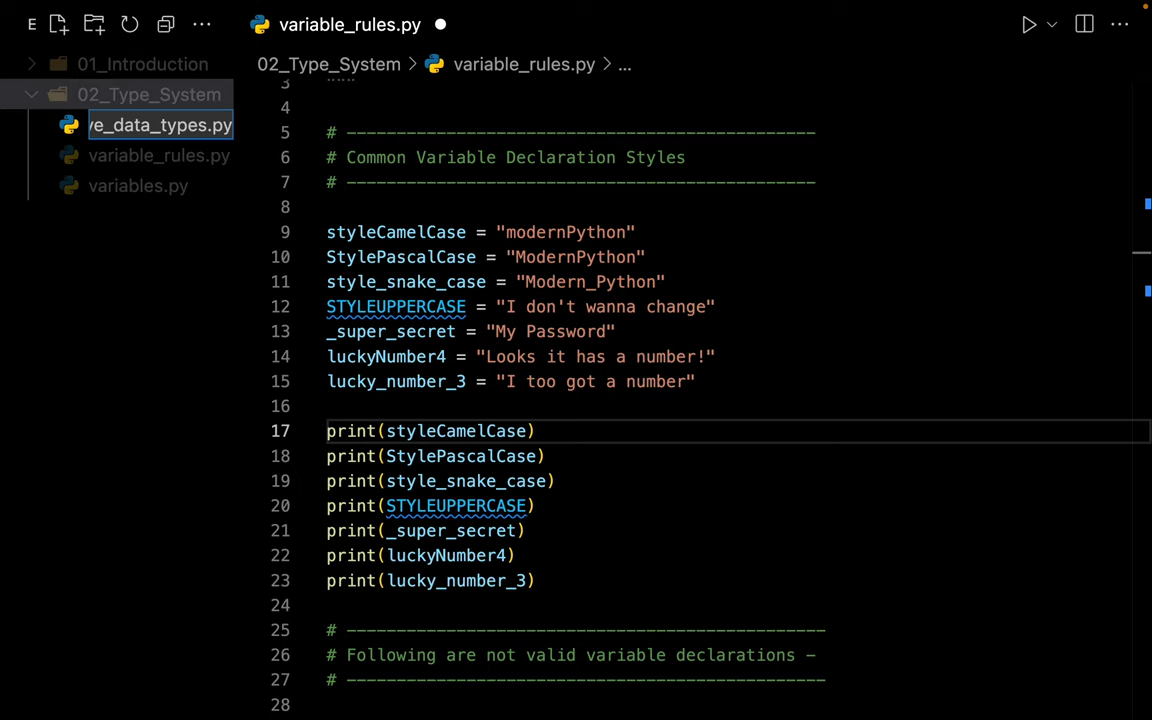 E
variable_rules.py
01_Introduction
02_Type_System > variable_rules.py > ...
02_Type_System
ve_data_types.py
variable_rules.py
variables.py
3
4
5 # -----------------------------------------------
6 # Common Variable Declaration Styles
7 # -----------------------------------------------
8
9 styleCamelCase = "modernPython"
10 StylePascalCase = "ModernPython"
11 style_snake_case = "Modern_Python"
12 STYLEUPPERCASE = "I don't wanna change"
13 _super_secret = "My Password"
14 luckyNumber4 = "Looks it has a number!"
15 lucky_number_3 = "I too got a number"
16
17 print(styleCamelCase)
18 print(StylePascalCase)
19 print(style_snake_case)
20 print(STYLEUPPERCASE)
21 print(_super_secret)
22 print(luckyNumber4)
23 print(lucky_number_3)
24
25 # ------------------------------------------------
26 # Following are not valid variable declarations -
27 # ------------------------------------------------
28